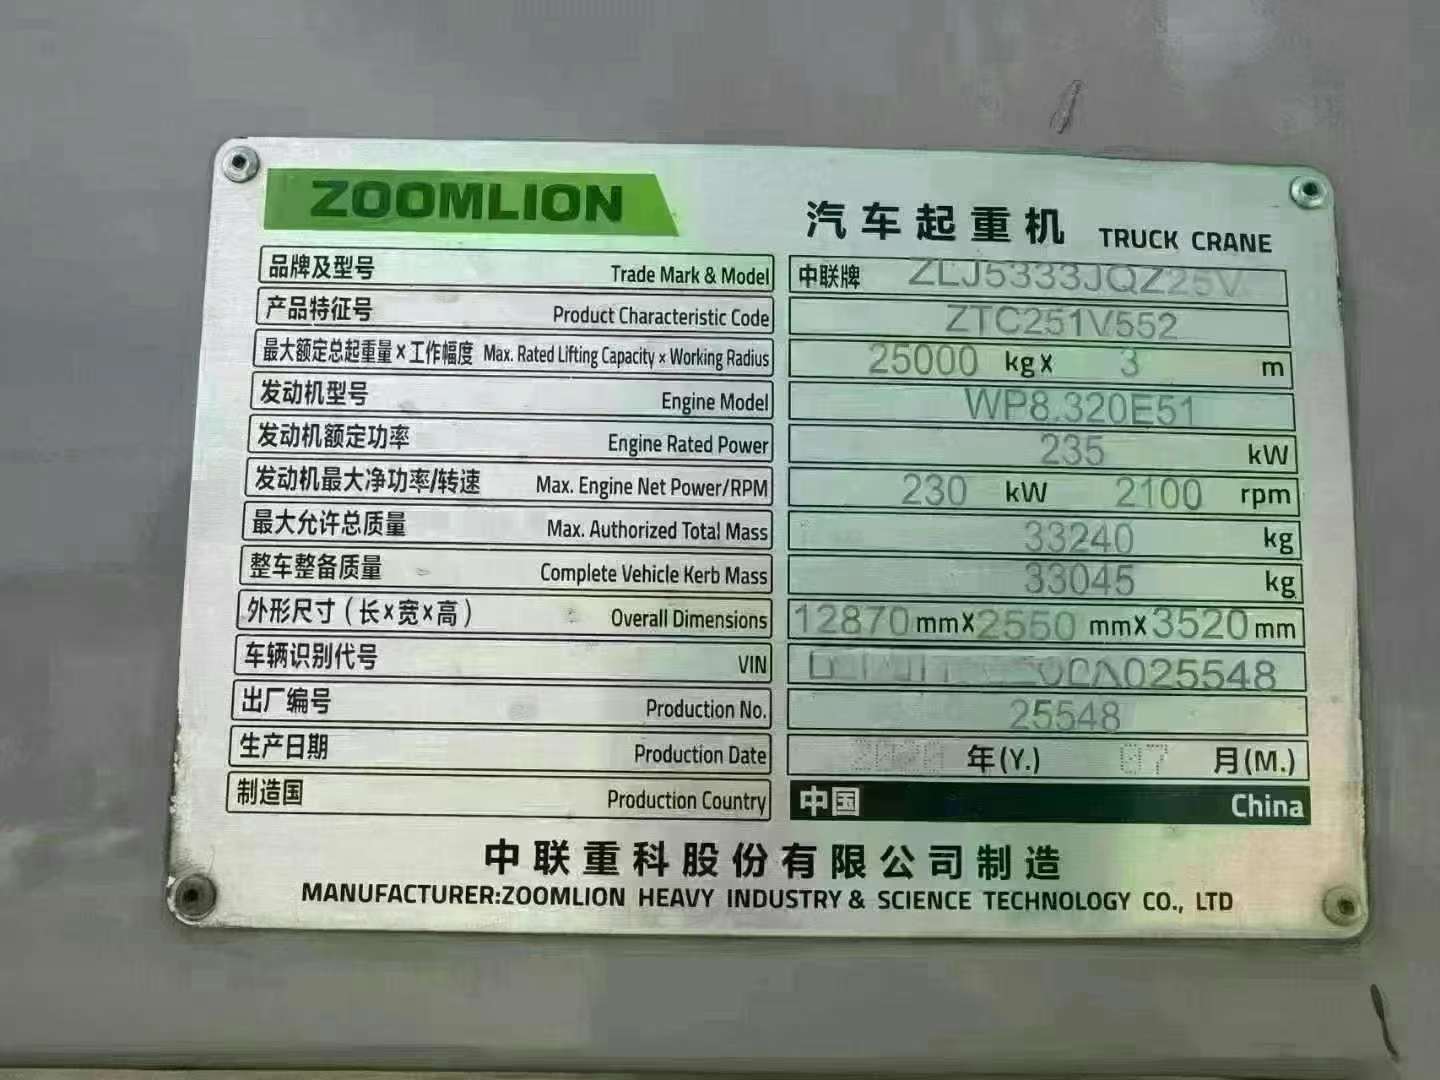 ZOOMLION
汽车起重机 TRUCK CRANE
品牌及型号 Trade Mark & Model 中联牌 ZLJ5333JQZ25V
产品特征号 Product Characteristic Code ZTC251V552
最大额定总起重量×工作幅度 Max. Rated Lifting Capacity × Working Radius 25000 kg× 3 m
发动机型号 Engine Model WP8.320E51
发动机额定功率 Engine Rated Power 235 kW
发动机最大净功率/转速 Max. Engine Net Power/RPM 230 kW 2100 rpm
最大允许总质量 Max. Authorized Total Mass 33240 kg
整车整备质量 Complete Vehicle Kerb Mass 33045 kg
外形尺寸（长×宽×高） Overall Dimensions 12870mm×2550 mm×3520mm
车辆识别代号 VIN A025548
出厂编号 Production No. 25548
生产日期 Production Date 2020 年(Y.) 07 月(M.)
制造国 Production Country 中国 China
中联重科股份有限公司制造
MANUFACTURER:ZOOMLION HEAVY INDUSTRY & SCIENCE TECHNOLOGY CO., LTD